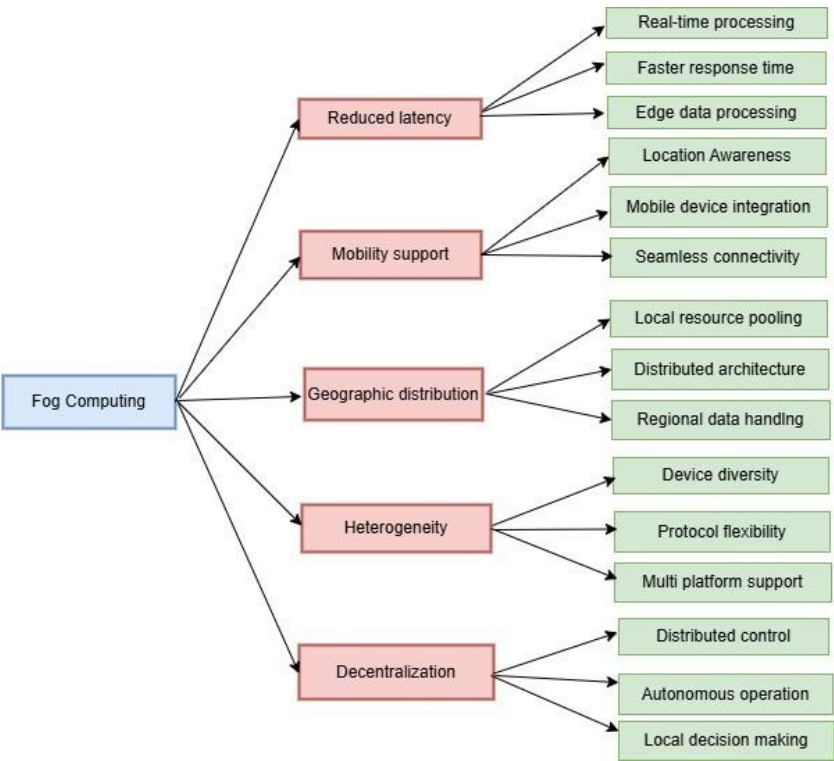 Fog Computing
Reduced latency
Real-time processing
Faster response time
Edge data processing
Mobility support
Location Awareness
Mobile device integration
Seamless connectivity
Geographic distribution
Local resource pooling
Distributed architecture
Regional data handlng
Heterogeneity
Device diversity
Protocol flexibility
Multi platform support
Decentralization
Distributed control
Autonomous operation
Local decision making